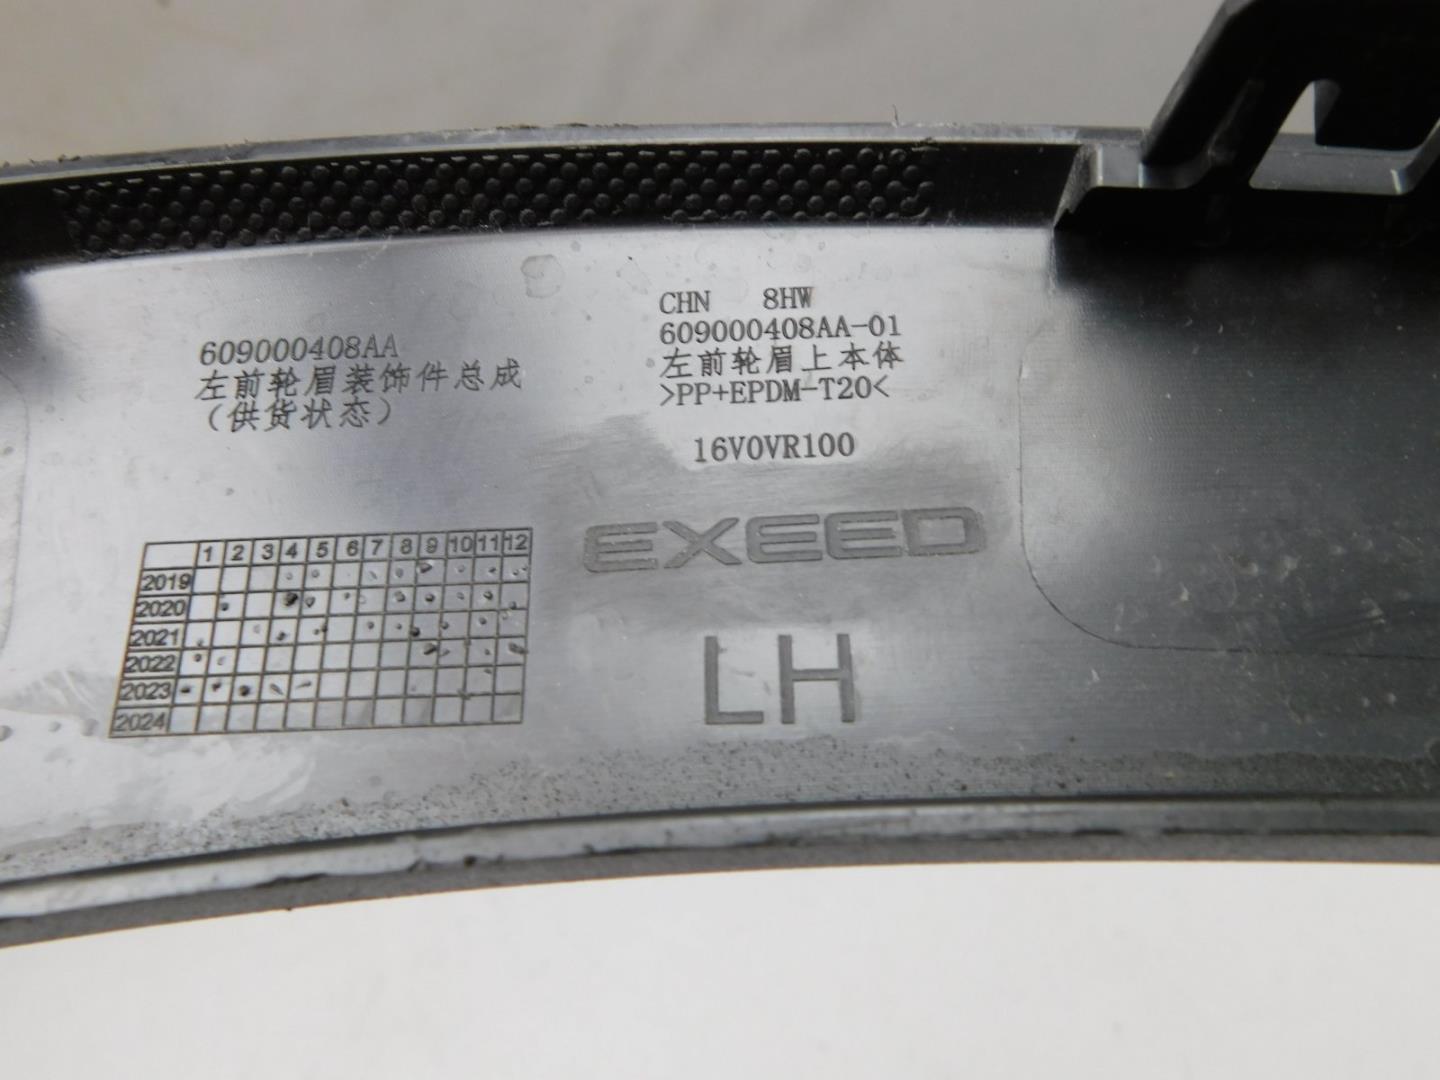 CHN 8HW
609000408AA-01
左前轮眉上本体
>PP+EPDM-T20<
16V0VR100
609000408AA
左前轮眉装饰件总成
(供货状态)
EXEED
LH
1 2 3 4 5 6 7 8 9 10 11 12
2019
2020
2021
2022
2023
2024